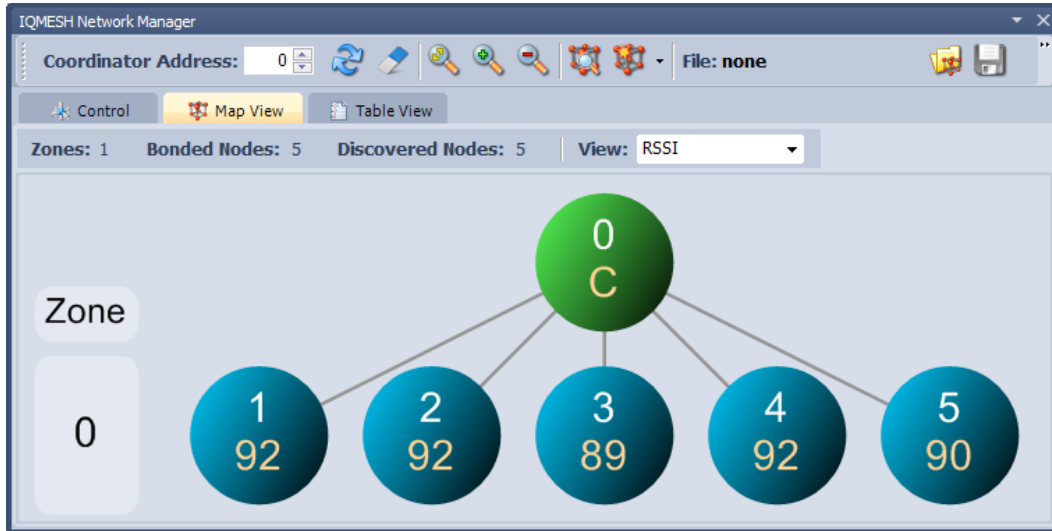 IQMESH Network Manager
Coordinator Address: 0 File: none
Control Map View Table View
Zones: 1 Bonded Nodes: 5 Discovered Nodes: 5 View: RSSI
0
C
Zone
0
1 2 3 4 5
92 92 89 92 90